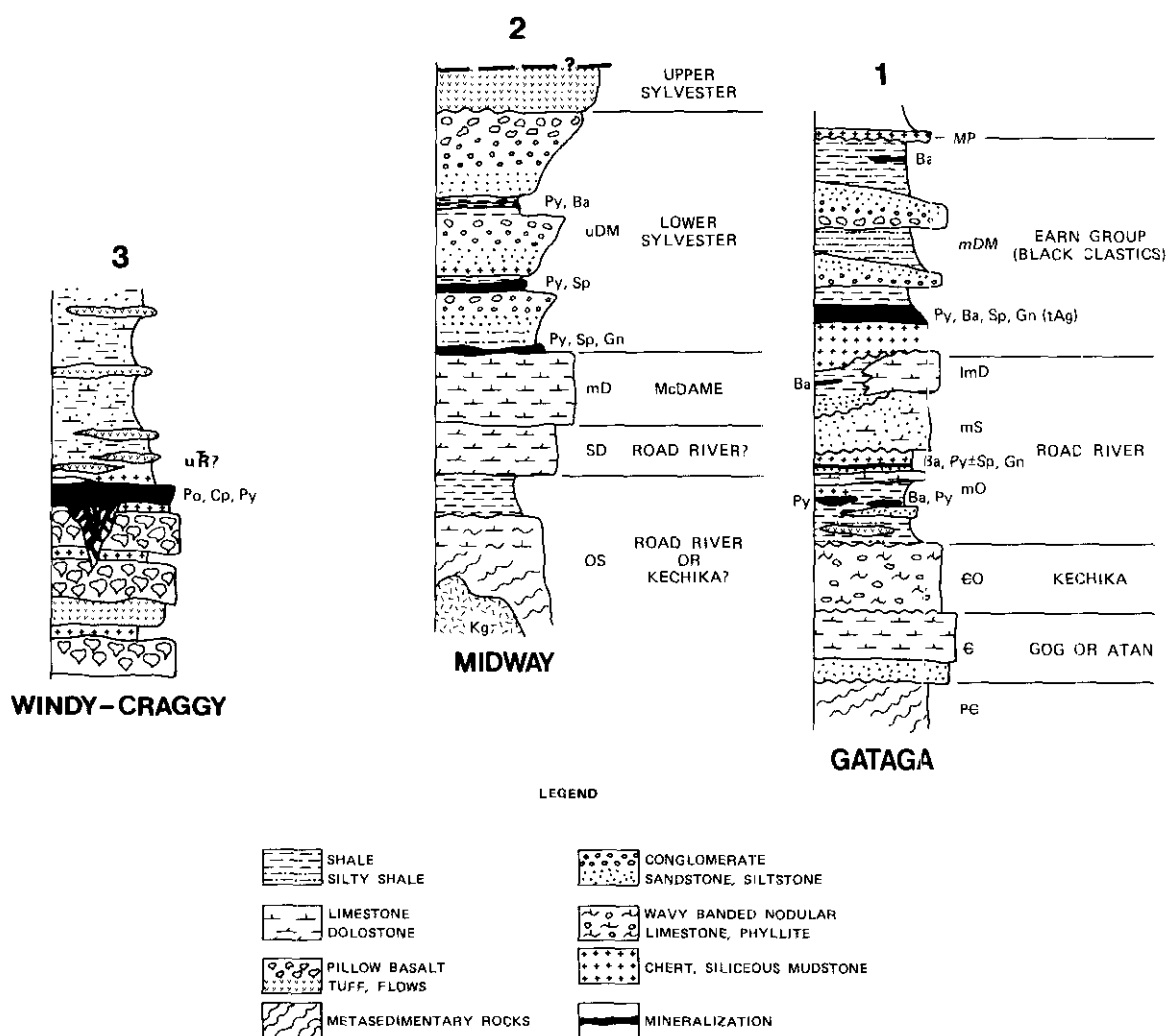 3
uT̅R?
Po, Cp, Py
WINDY-CRAGGY
2
?
UPPER
SYLVESTER
Py, Ba
uDM
LOWER
SYLVESTER
Py, Sp
Py, Sp, Gn
mD
McDAME
SD
ROAD RIVER?
OS
ROAD RIVER
OR
KECHIKA?
Kg
MIDWAY
1
MP
Ba
mDM
EARN GROUP
(BLACK CLASTICS)
Py, Ba, Sp, Gn (tAg)
lmD
Ba
mS
ROAD RIVER
Ba, Py±Sp, Gn
mO
Py
Ba, Py
ЄO
KECHIKA
Є
GOG OR ATAN
PЄ
GATAGA
LEGEND
SHALE
SILTY SHALE
LIMESTONE
DOLOSTONE
PILLOW BASALT
TUFF, FLOWS
METASEDIMENTARY ROCKS
CONGLOMERATE
SANDSTONE, SILTSTONE
WAVY BANDED NODULAR
LIMESTONE, PHYLLITE
CHERT, SILICEOUS MUDSTONE
MINERALIZATION